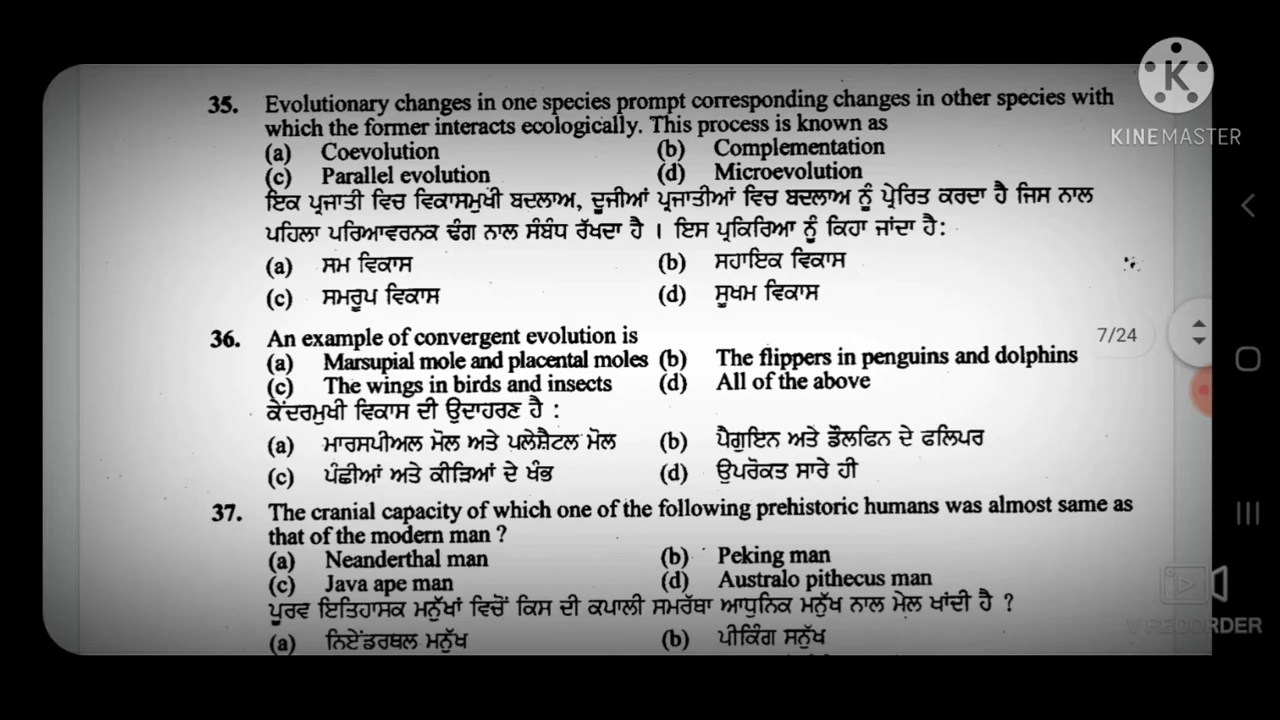 35. Evolutionary changes in one species prompt corresponding changes in other species with
which the former interacts ecologically. This process is known as
(a) Coevolution (b) Complementation
(c) Parallel evolution (d) Microevolution
ਇਕ ਪ੍ਰਜਾਤੀ ਵਿਚ ਵਿਕਾਸਮੁਖੀ ਬਦਲਾਅ, ਦੂਜੀਆਂ ਪ੍ਰਜਾਤੀਆਂ ਵਿਚ ਬਦਲਾਅ ਨੂੰ ਪ੍ਰੇਰਿਤ ਕਰਦਾ ਹੈ ਜਿਸ ਨਾਲ
ਪਹਿਲਾ ਪਰਿਆਵਰਨਕ ਢੰਗ ਨਾਲ ਸੰਬੰਧ ਰੱਖਦਾ ਹੈ । ਇਸ ਪ੍ਰਕਿਰਿਆ ਨੂੰ ਕਿਹਾ ਜਾਂਦਾ ਹੈ:
(a) ਸਮ ਵਿਕਾਸ (b) ਸਹਾਇਕ ਵਿਕਾਸ
(c) ਸਮਰੂਪ ਵਿਕਾਸ (d) ਸੂਖਮ ਵਿਕਾਸ
36. An example of convergent evolution is
(a) Marsupial mole and placental moles (b) The flippers in penguins and dolphins
(c) The wings in birds and insects (d) All of the above
ਕੇਂਦਰਮੁਖੀ ਵਿਕਾਸ ਦੀ ਉਦਾਹਰਣ ਹੈ :
(a) ਮਾਰਸਪੀਅਲ ਮੋਲ ਅਤੇ ਪਲੇਸ਼ੈਟਲ ਮੋਲ (b) ਪੈਗੁਇਨ ਅਤੇ ਡੌਲਫਿਨ ਦੇ ਫਲਿਪਰ
(c) ਪੰਛੀਆਂ ਅਤੇ ਕੀੜਿਆਂ ਦੇ ਖੰਭ (d) ਉਪਰੋਕਤ ਸਾਰੇ ਹੀ
37. The cranial capacity of which one of the following prehistoric humans was almost same as
that of the modern man ?
(a) Neanderthal man (b) Peking man
(c) Java ape man (d) Australo pithecus man
ਪੂਰਵ ਇਤਿਹਾਸਕ ਮਨੁੱਖਾਂ ਵਿਚੋਂ ਕਿਸ ਦੀ ਕਪਾਲੀ ਸਮਰੱਥਾ ਆਧੁਨਿਕ ਮਨੁੱਖ ਨਾਲ ਮੇਲ ਖਾਂਦੀ ਹੈ ?
(a) ਨਿਏਂਡਰਥਲ ਮਨੁੱਖ (b) ਪੀਕਿੰਗ ਸਨੁੱਖ
K
KINEMASTER
7/24
V RECORDER